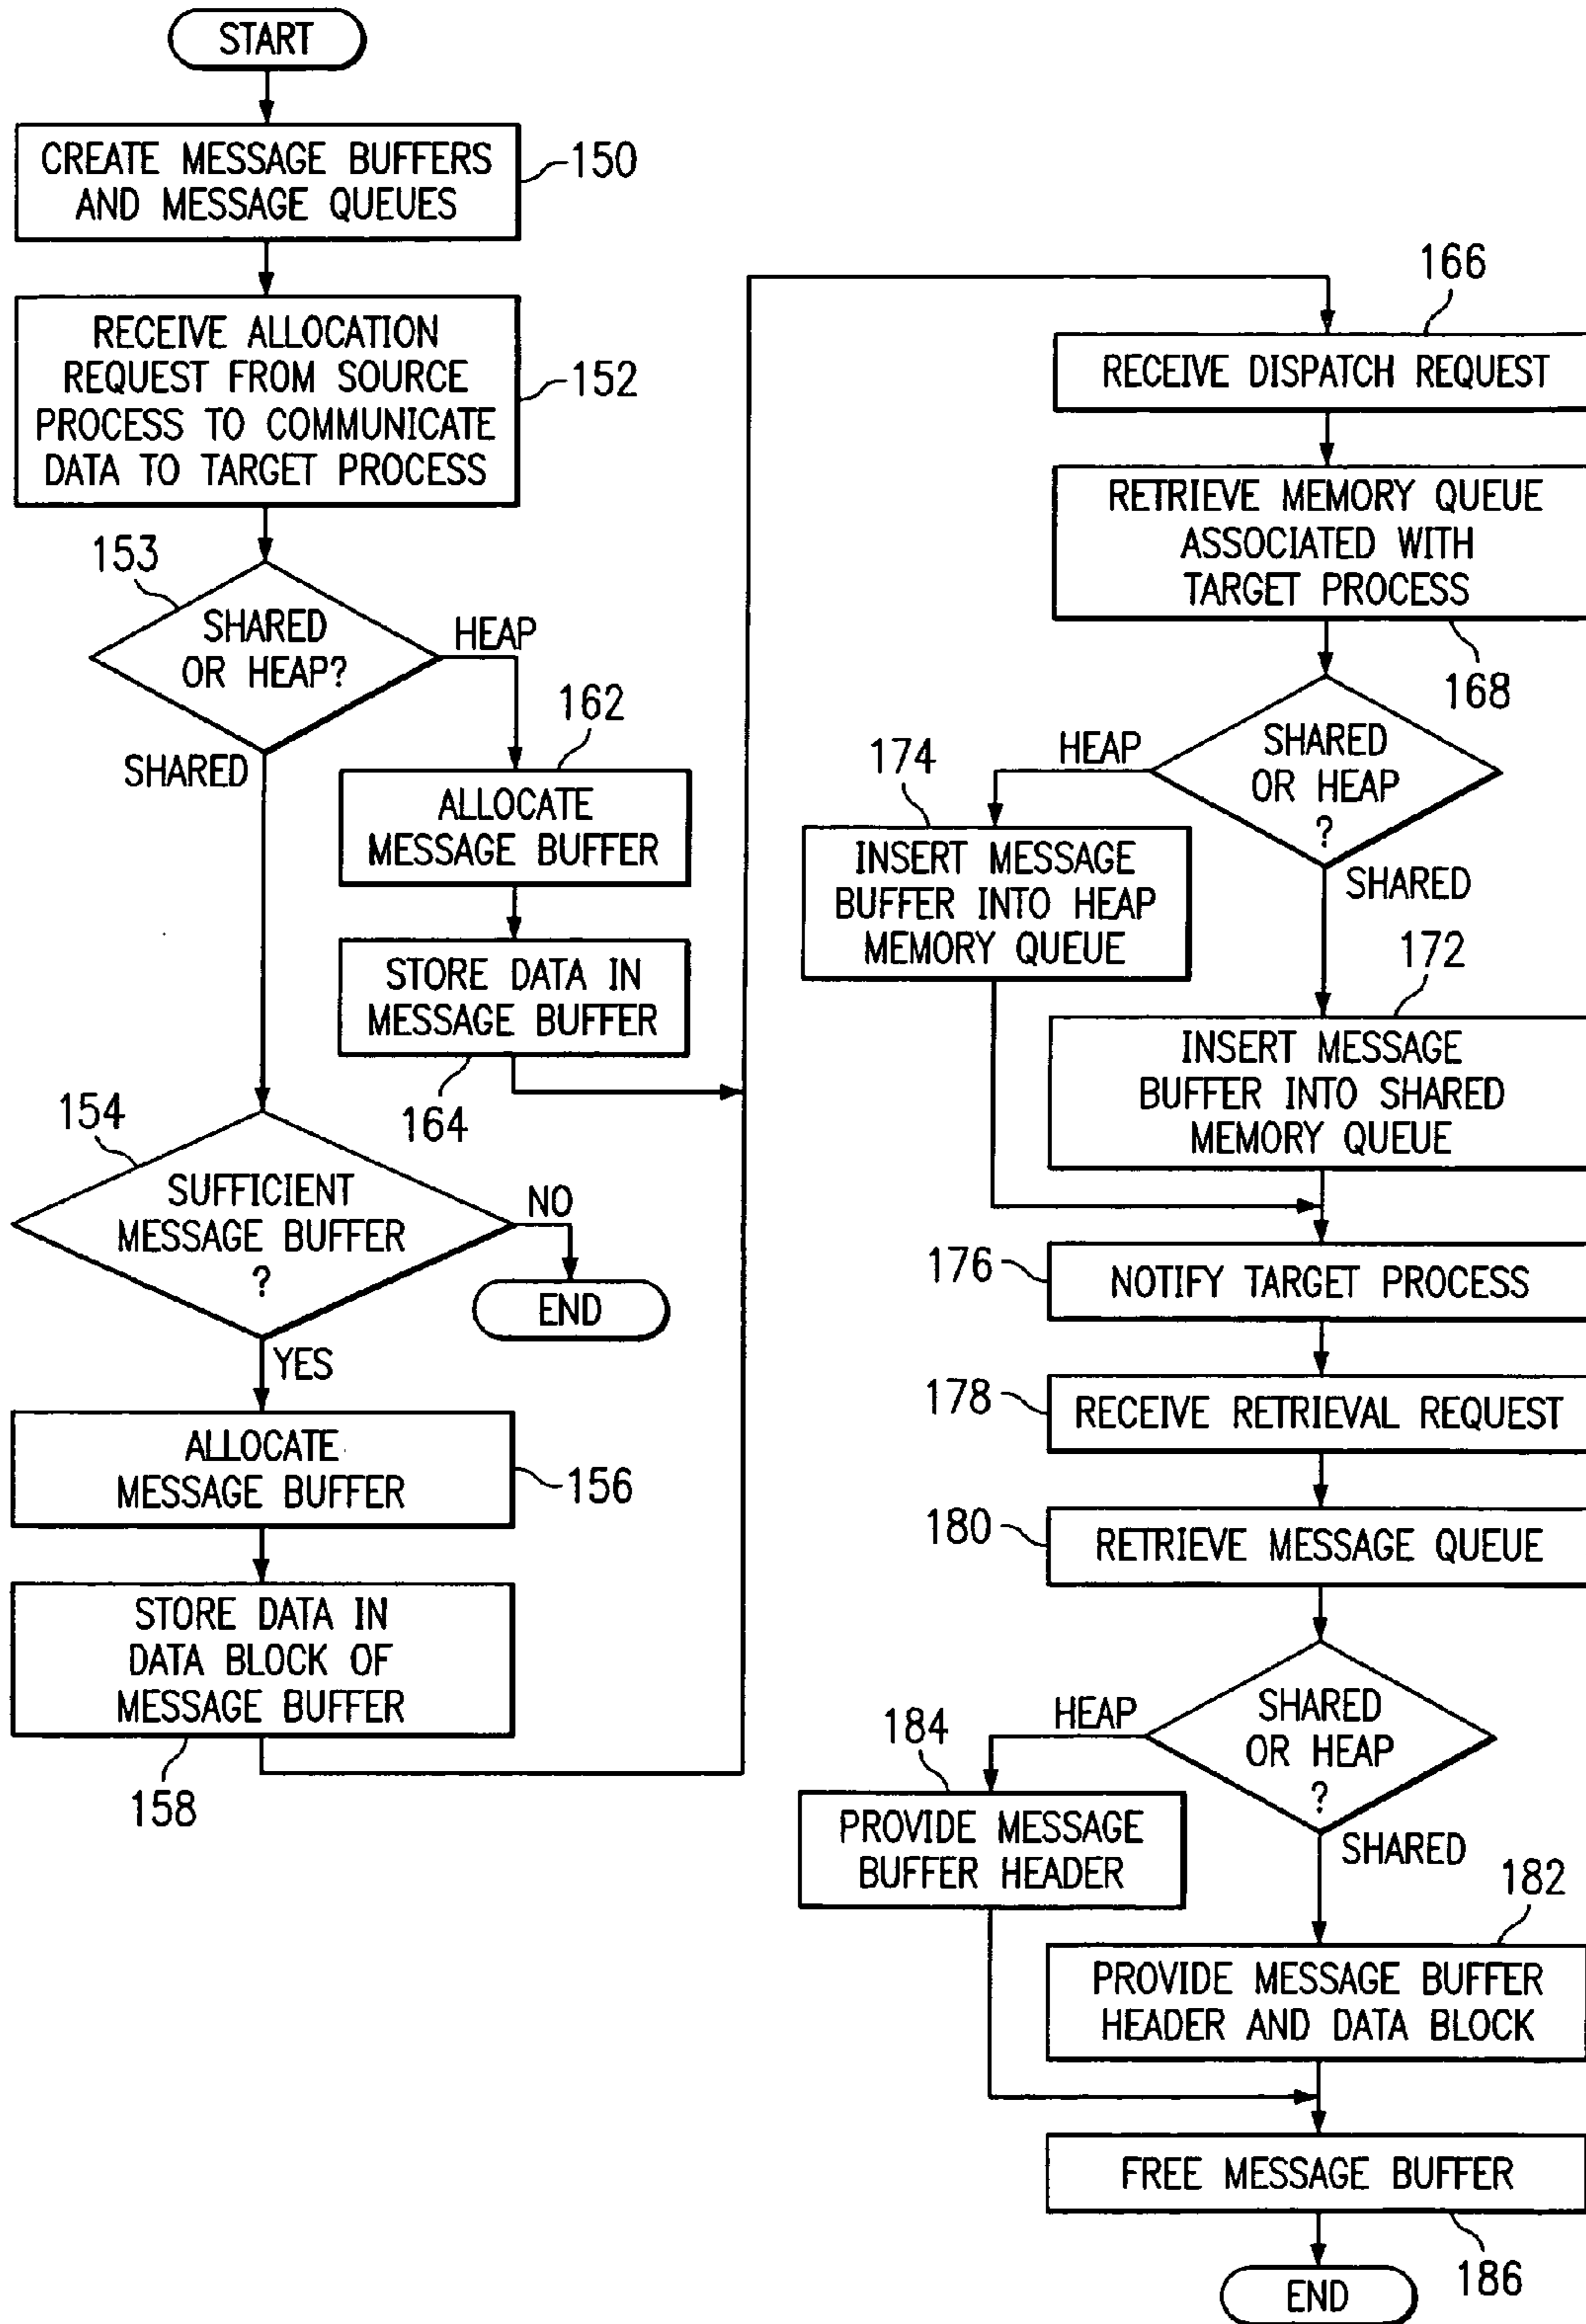 START
CREATE MESSAGE BUFFERS
AND MESSAGE QUEUES
150
RECEIVE ALLOCATION
REQUEST FROM SOURCE
PROCESS TO COMMUNICATE
DATA TO TARGET PROCESS
152
153
SHARED
OR HEAP?
HEAP
SHARED
162
ALLOCATE
MESSAGE BUFFER
STORE DATA IN
MESSAGE BUFFER
164
154
SUFFICIENT
MESSAGE BUFFER
?
NO
END
YES
ALLOCATE
MESSAGE BUFFER
156
STORE DATA IN
DATA BLOCK OF
MESSAGE BUFFER
158
166
RECEIVE DISPATCH REQUEST
RETRIEVE MEMORY QUEUE
ASSOCIATED WITH
TARGET PROCESS
168
SHARED
OR HEAP
?
HEAP
SHARED
174
INSERT MESSAGE
BUFFER INTO HEAP
MEMORY QUEUE
172
INSERT MESSAGE
BUFFER INTO SHARED
MEMORY QUEUE
176
NOTIFY TARGET PROCESS
178
RECEIVE RETRIEVAL REQUEST
180
RETRIEVE MESSAGE QUEUE
SHARED
OR HEAP
?
HEAP
SHARED
184
PROVIDE MESSAGE
BUFFER HEADER
182
PROVIDE MESSAGE BUFFER
HEADER AND DATA BLOCK
FREE MESSAGE BUFFER
186
END